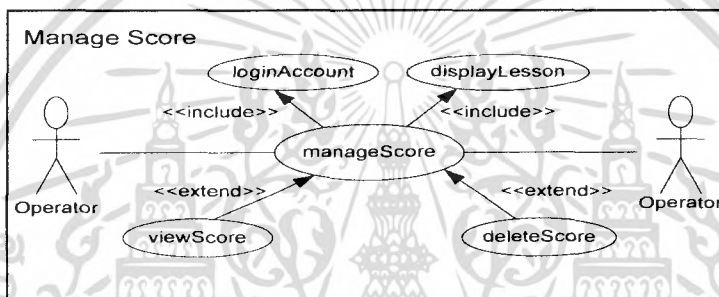 Manage Score
loginAccount
displayLesson
<<include>>
<<include>>
manageScore
<<extend>>
<<extend>>
Operator
Operator
viewScore
deleteScore